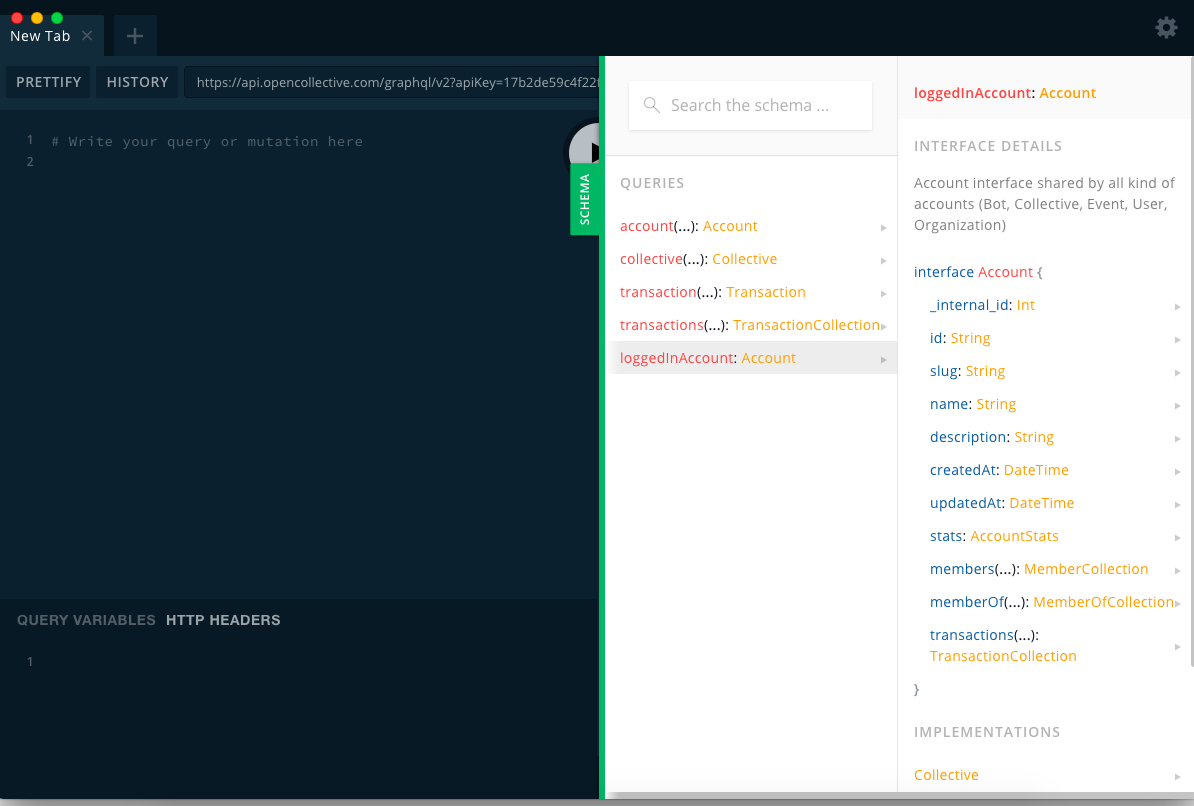 New Tab
PRETTIFY
HISTORY
https://api.opencollective.com/graphql/v2?apiKey=17b2de59c4f22
1 # Write your query or mutation here
2
SCHEMA
QUERY VARIABLES HTTP HEADERS
1
Search the schema ...
QUERIES
account(...): Account
collective(...): Collective
transaction(...): Transaction
transactions(...): TransactionCollection
loggedInAccount: Account
loggedInAccount: Account
INTERFACE DETAILS
Account interface shared by all kind of
accounts (Bot, Collective, Event, User,
Organization)
interface Account {
_internal_id: Int
id: String
slug: String
name: String
description: String
createdAt: DateTime
updatedAt: DateTime
stats: AccountStats
members(...): MemberCollection
memberOf(...): MemberOfCollection
transactions(...):
TransactionCollection
}
IMPLEMENTATIONS
Collective